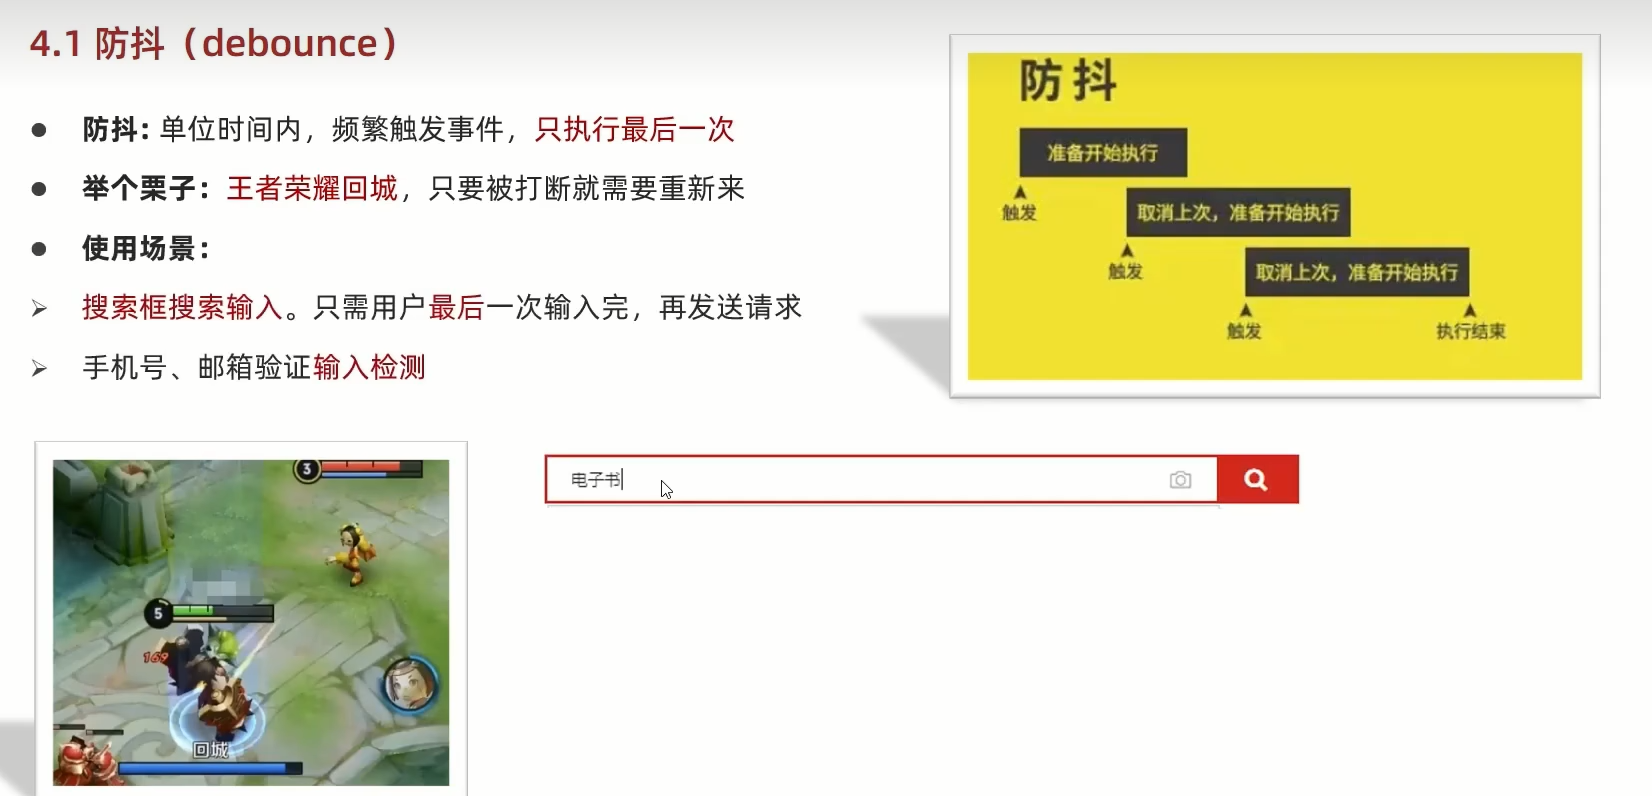 4.1 防抖（debounce）
防抖：单位时间内，频繁触发事件，只执行最后一次
举个栗子：王者荣耀回城，只要被打断就需要重新来
使用场景：
搜索框搜索输入。只需用户最后一次输入完，再发送请求
手机号、邮箱验证输入检测
防抖
准备开始执行
触发
取消上次，准备开始执行
触发
取消上次，准备开始执行
触发
执行结束
3
5
169
回城
电子书